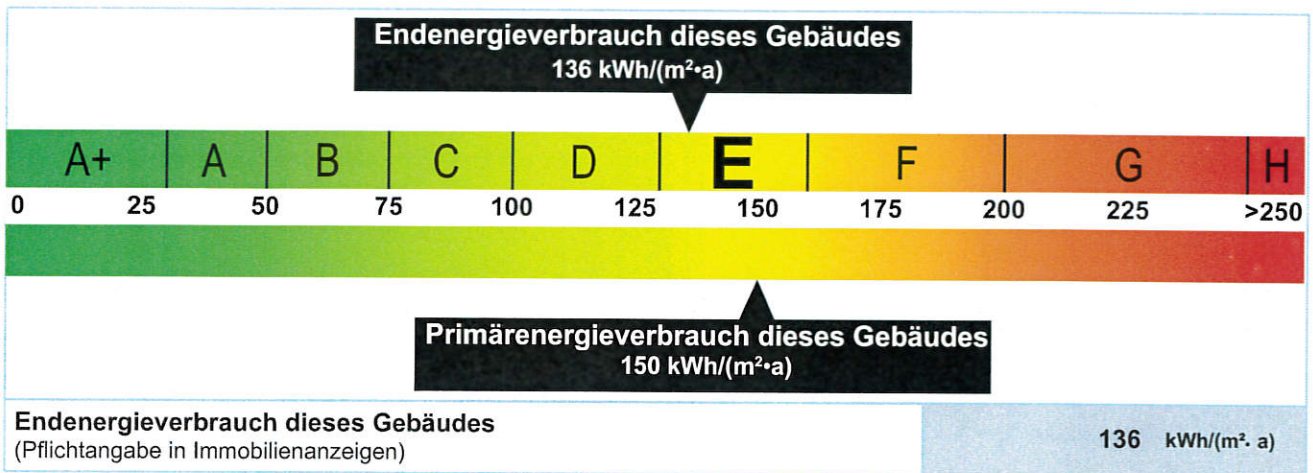 Endenergieverbrauch dieses Gebäudes
136 kWh/(m²•a)
A+ A B C D E F G H
0 25 50 75 100 125 150 175 200 225 >250
Primärenergieverbrauch dieses Gebäudes
150 kWh/(m²•a)
Endenergieverbrauch dieses Gebäudes
(Pflichtangabe in Immobilienanzeigen)
136 kWh/(m². a)